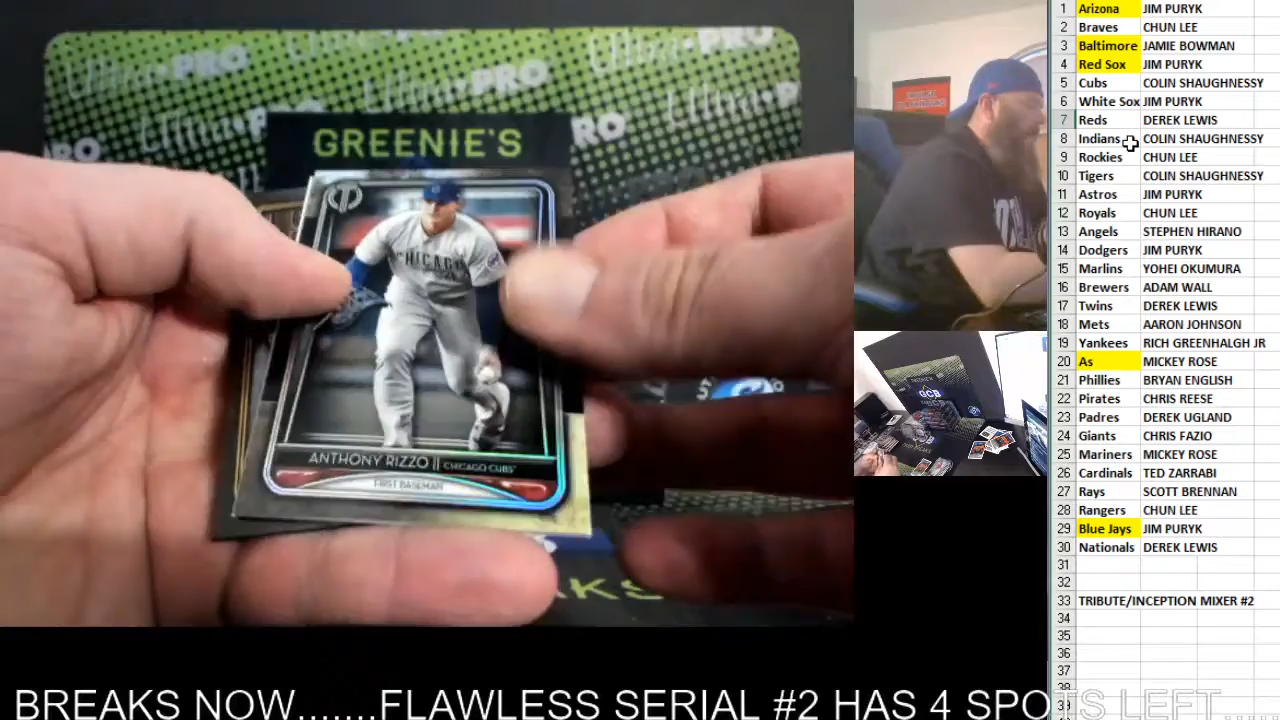 Ultra•PRO
PRO
GREENIE'S
CHICAGO
ANTHONY RIZZO || CHICAGO CUBS
FIRST BASEMAN
GCB
1 Arizona JIM PURYK
2 Braves CHUN LEE
3 Baltimore JAMIE BOWMAN
4 Red Sox JIM PURYK
5 Cubs COLIN SHAUGHNESSY
6 White Sox JIM PURYK
7 Reds DEREK LEWIS
8 Indians COLIN SHAUGHNESSY
9 Rockies CHUN LEE
10 Tigers COLIN SHAUGHNESSY
11 Astros JIM PURYK
12 Royals CHUN LEE
13 Angels STEPHEN HIRANO
14 Dodgers JIM PURYK
15 Marlins YOHEI OKUMURA
16 Brewers ADAM WALL
17 Twins DEREK LEWIS
18 Mets AARON JOHNSON
19 Yankees RICH GREENHALGH JR
20 As MICKEY ROSE
21 Phillies BRYAN ENGLISH
22 Pirates CHRIS REESE
23 Padres DEREK UGLAND
24 Giants CHRIS FAZIO
25 Mariners MICKEY ROSE
26 Cardinals TED ZARRABI
27 Rays SCOTT BRENNAN
28 Rangers CHUN LEE
29 Blue Jays JIM PURYK
30 Nationals DEREK LEWIS
31
32
33 TRIBUTE/INCEPTION MIXER #2
34
35
36
37
38
39
BREAKS NOW.......FLAWLESS SERIAL #2 HAS 4 SPOTS LEFT......